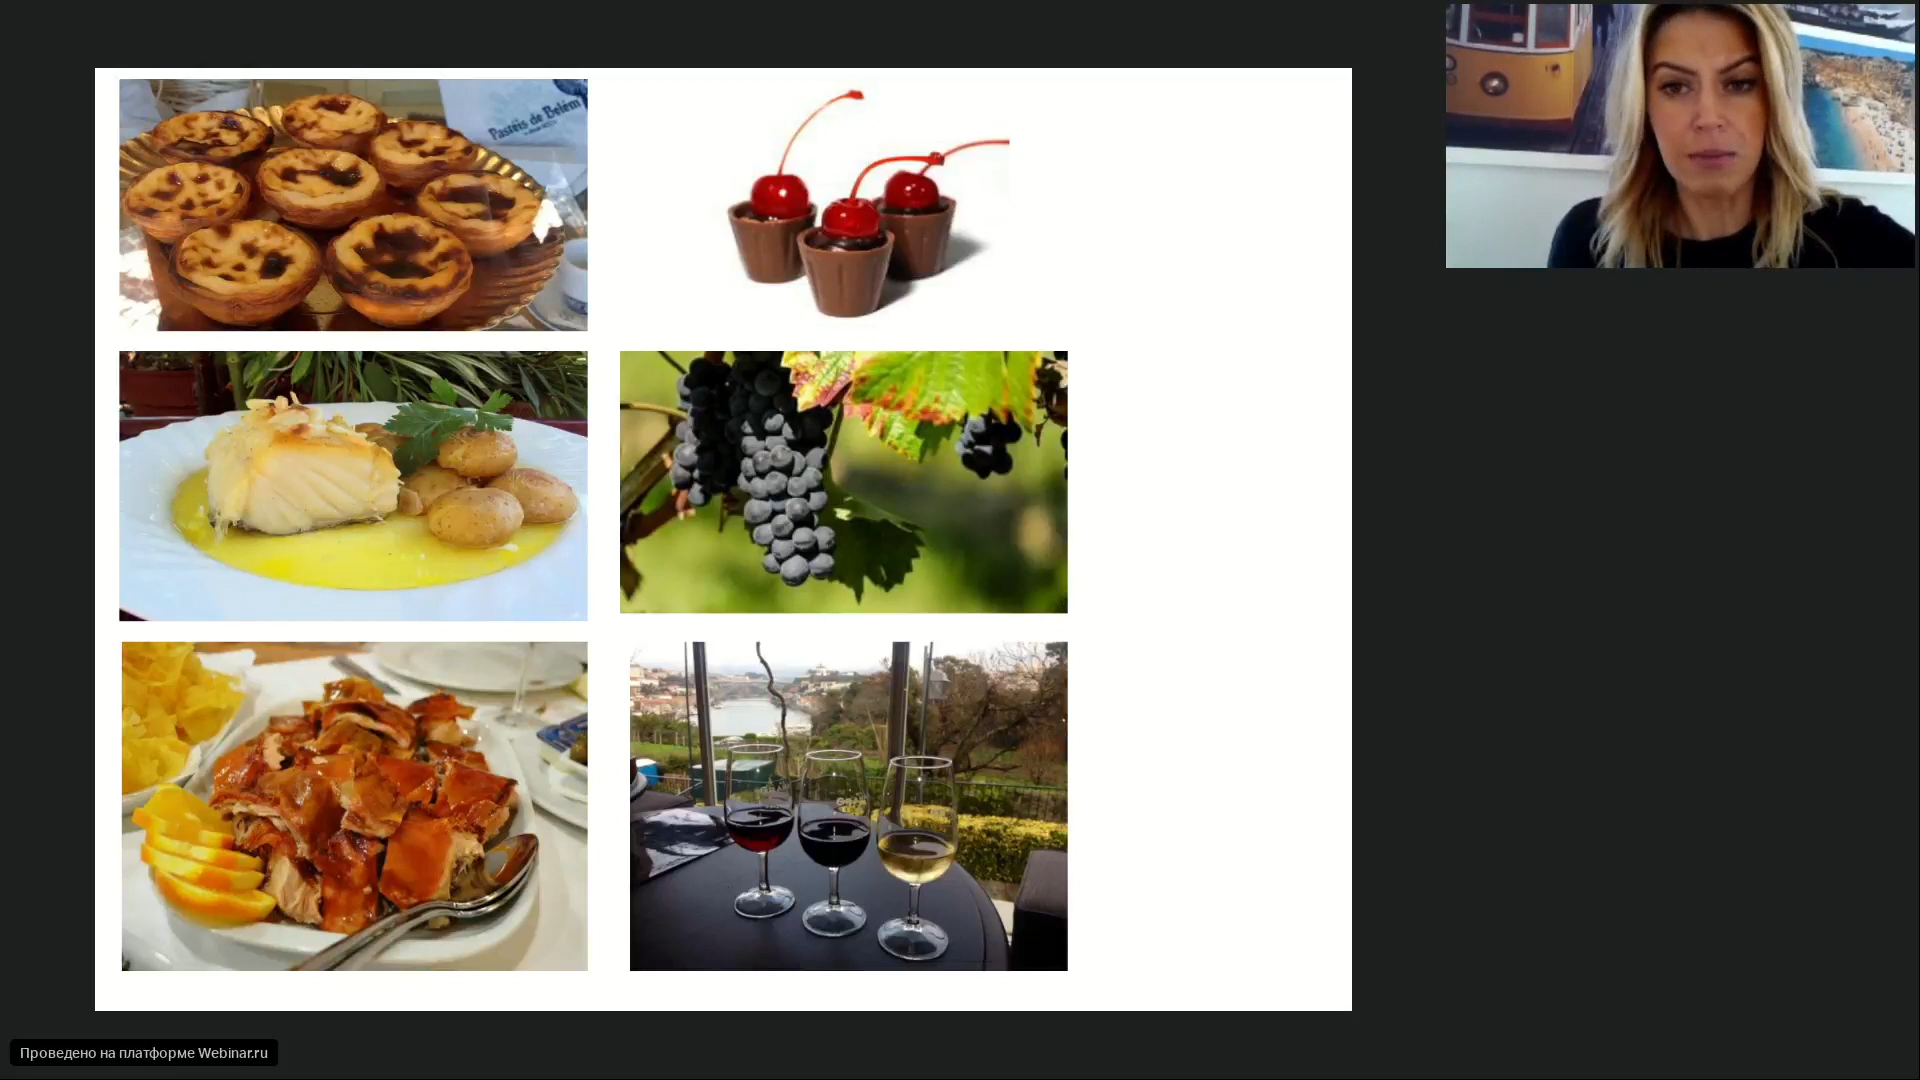 Pastéis de Belém
Проведено на платформе Webinar.ru